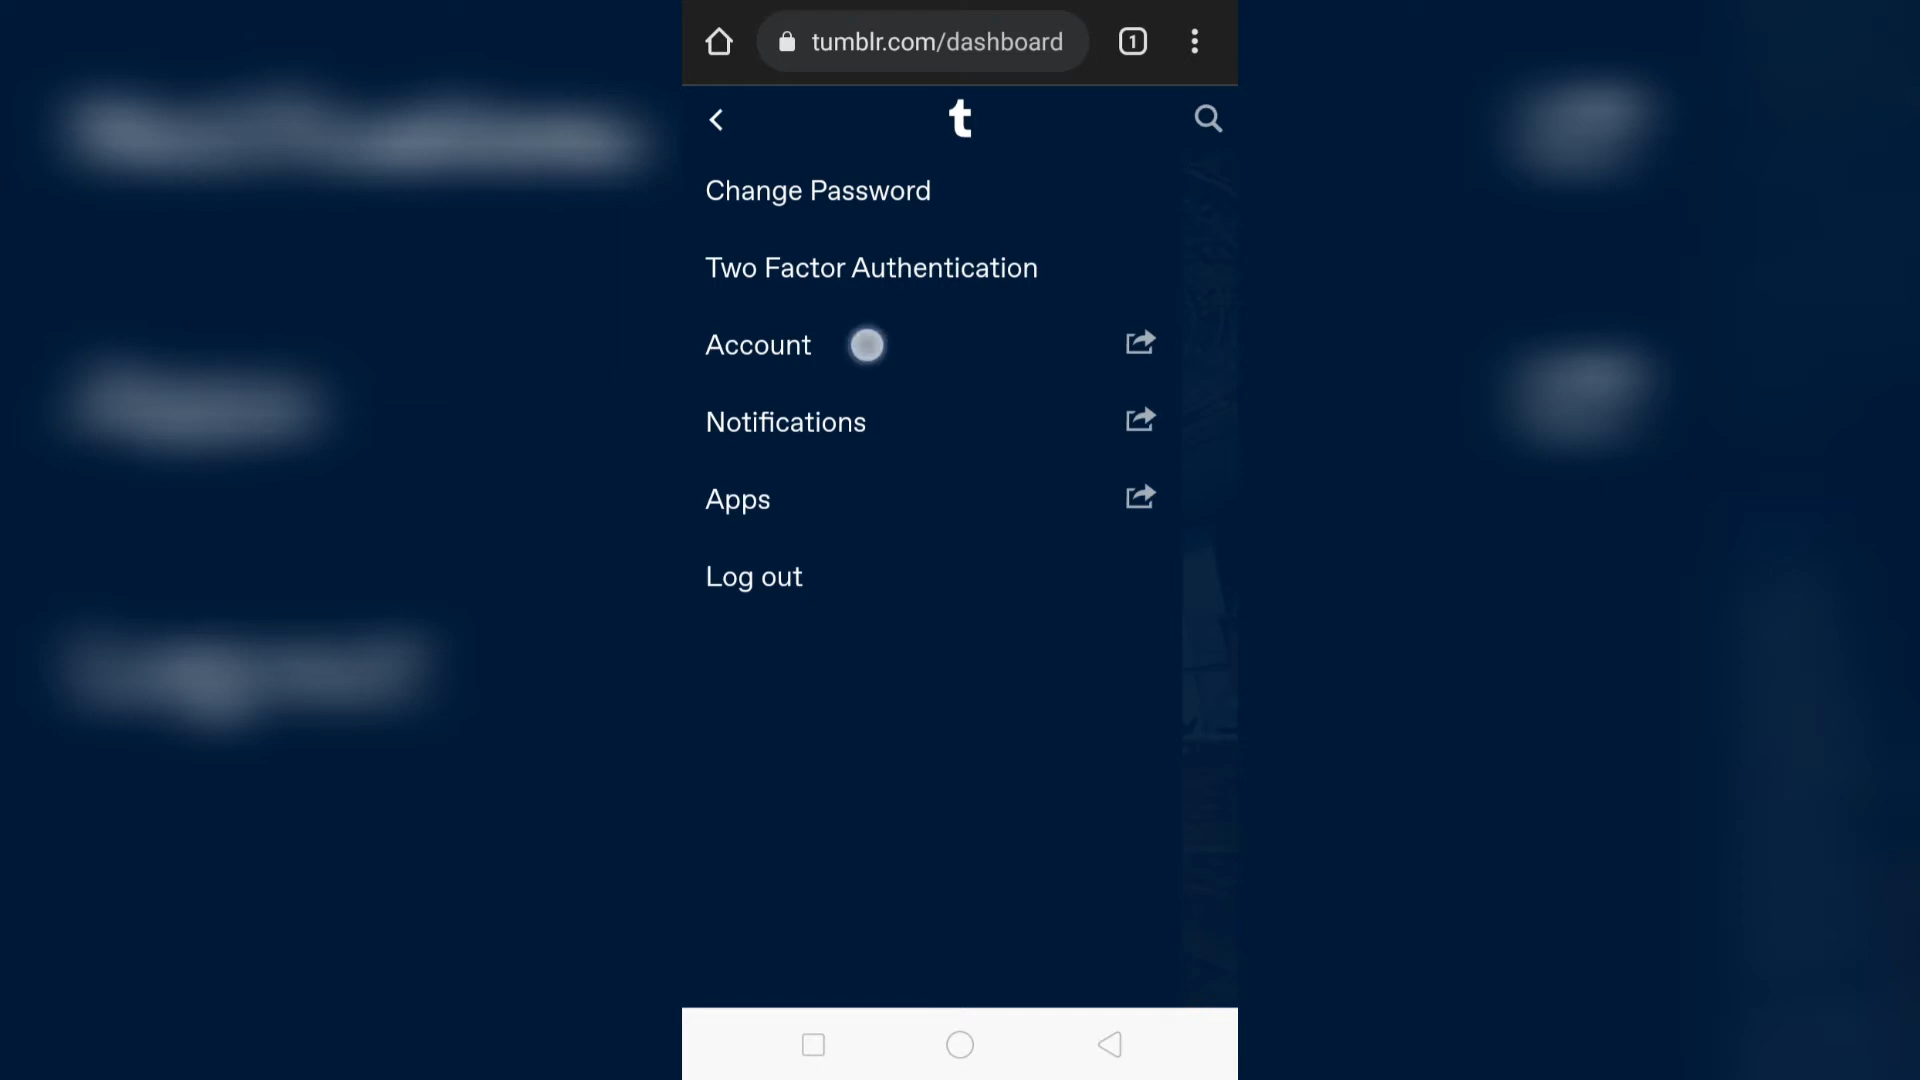 tumblr.com/dashboard
1
t
Change Password
Two Factor Authentication
Account
Notifications
Apps
Log out